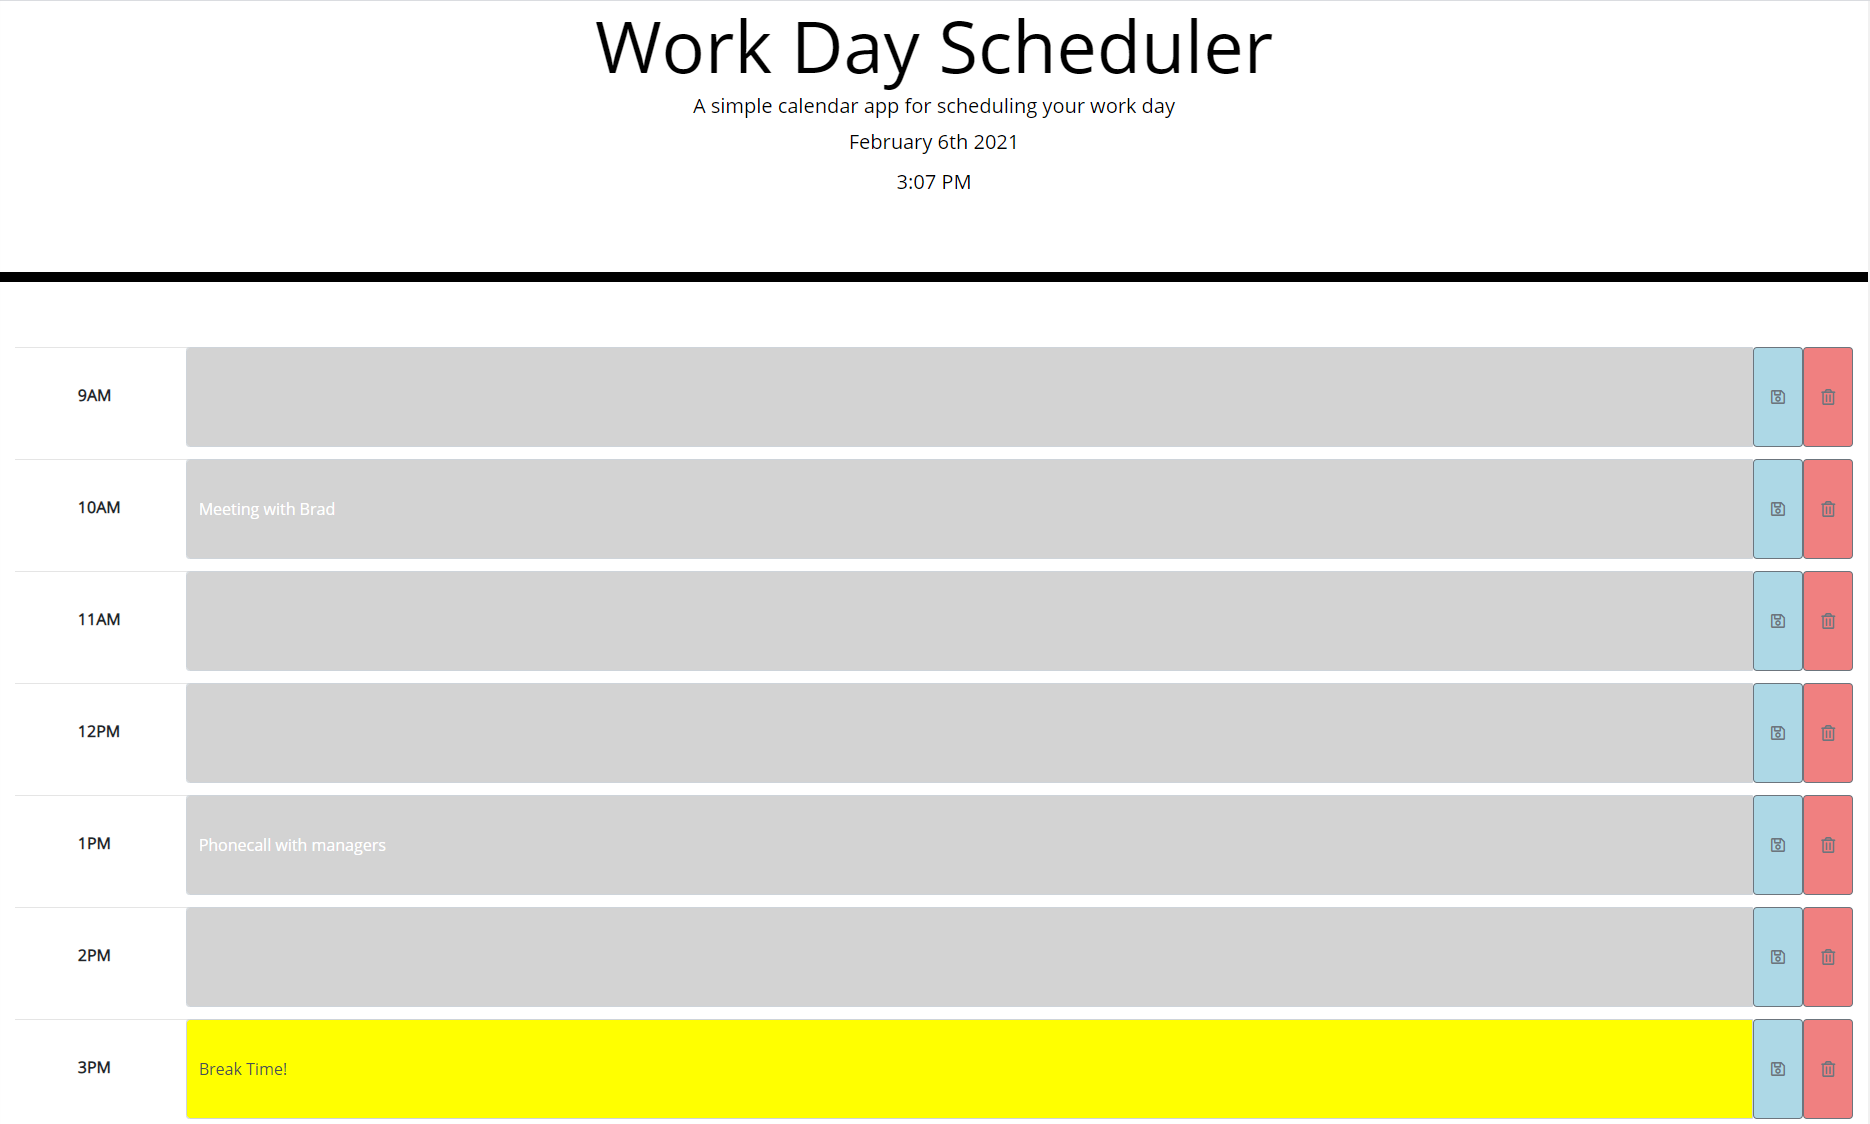 Work Day Scheduler
A simple calendar app for scheduling your work day
February 6th 2021
3:07 PM
9AM
10AM
Meeting with Brad
11AM
12PM
1PM
Phonecall with managers
2PM
3PM
Break Time!